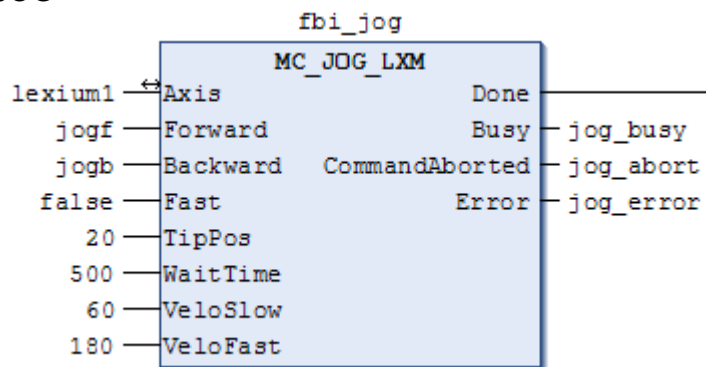 fbi_jog
MC_JOG_LXM
lexium1 Axis Done
jogf Forward Busy jog_busy
jogb Backward CommandAborted jog_abort
false Fast Error jog_error
20 TipPos
500 WaitTime
60 VeloSlow
180 VeloFast